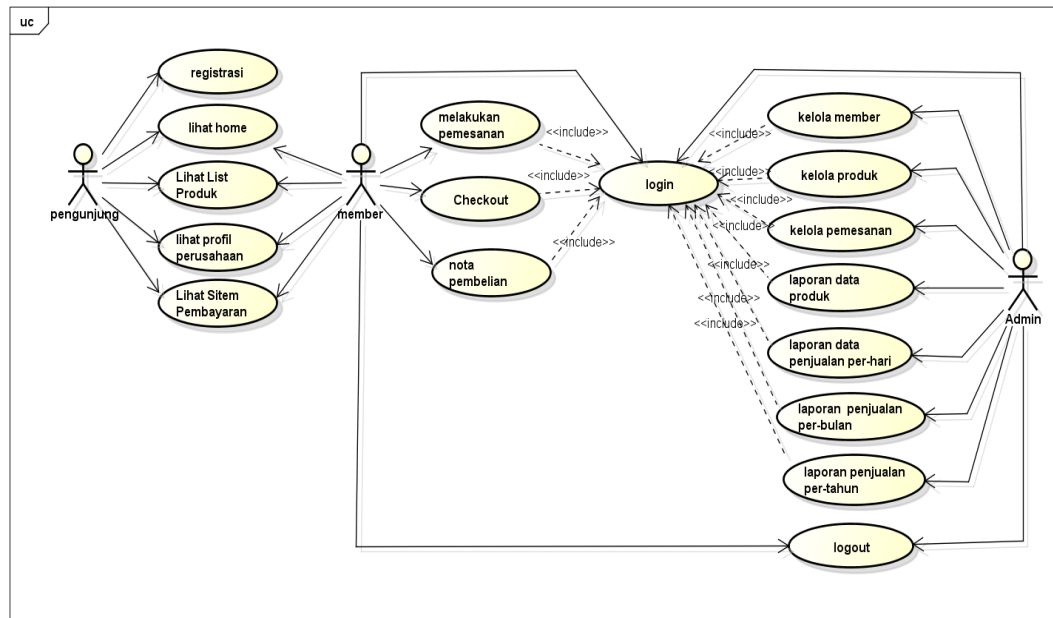 uc
registrasi
lihat home
Lihat List
Produk
lihat profil
perusahaan
Lihat Sitem
Pembayaran
pengunjung
member
melakukan
pemesanan
Checkout
nota
pembelian
<<include>>
<<include>>
<<include>>
login
<<include>>
<<include>>
<<include>>
<<include>>
<<include>>
<<include>>
<<include>>
kelola member
kelola produk
kelola pemesanan
laporan data
produk
laporan data
penjualan per-hari
laporan penjualan
per-bulan
laporan penjualan
per-tahun
logout
Admin